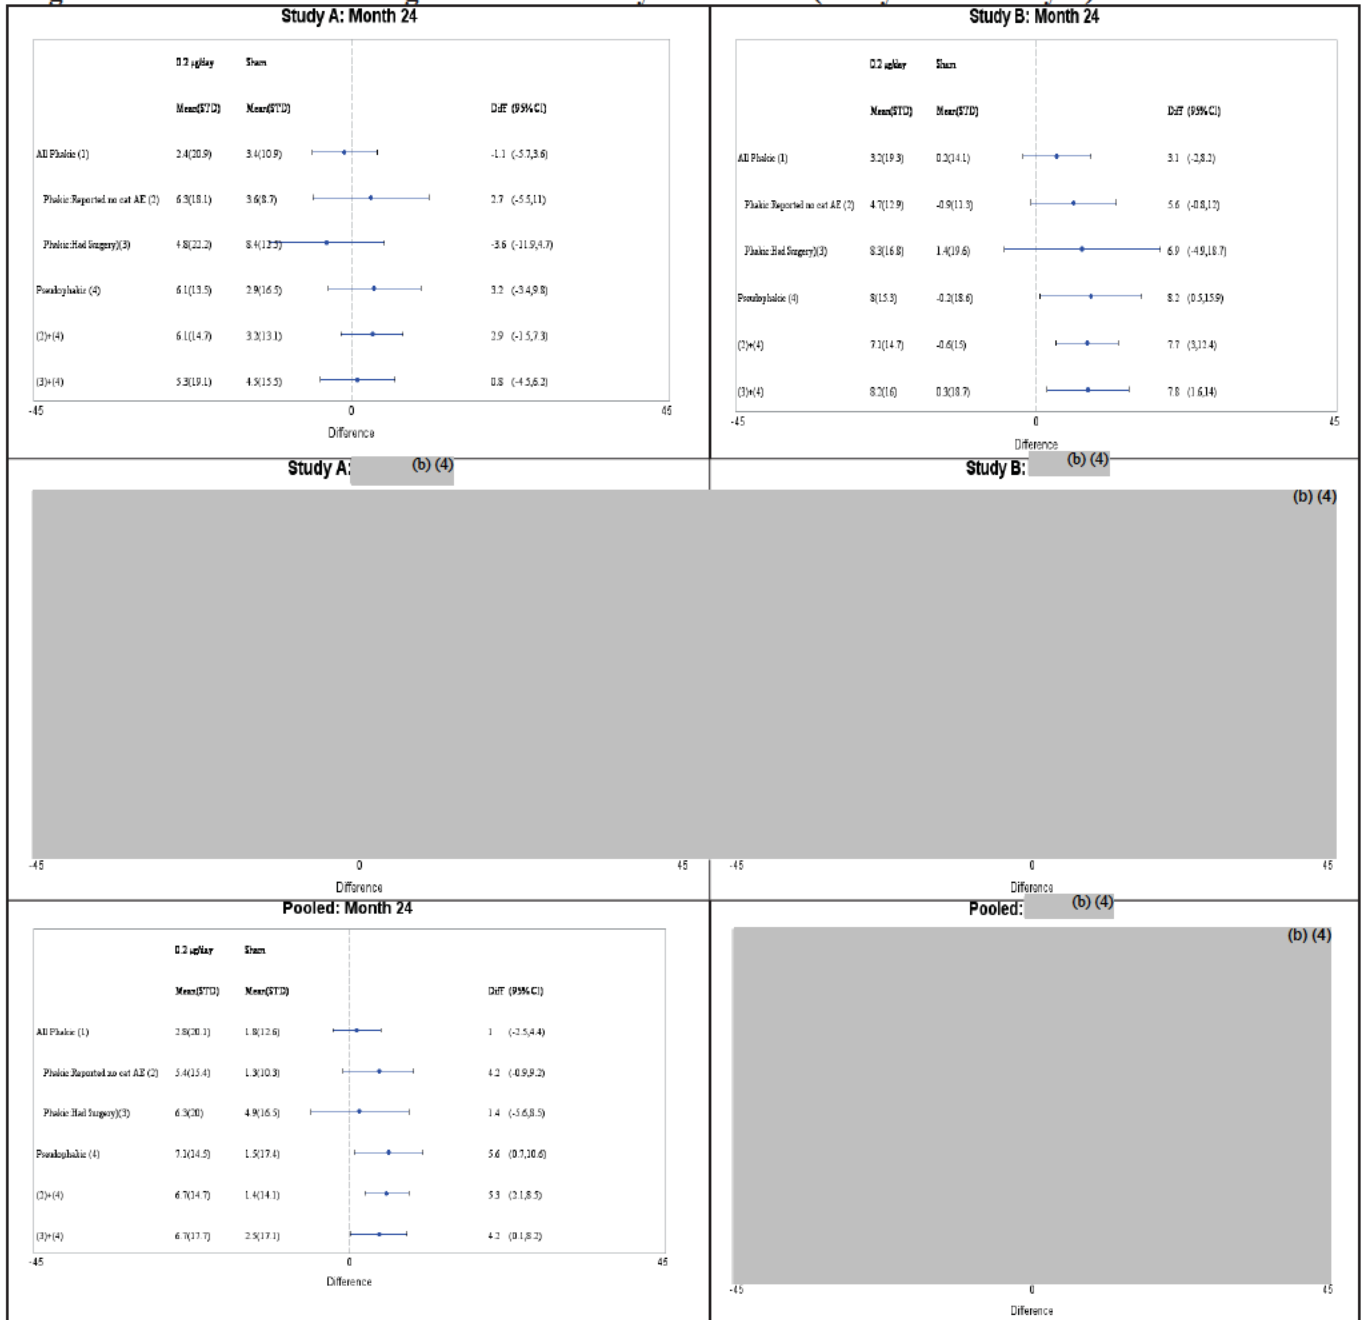 Study A: Month 24
0.2 µg/day Sham
Mean(STD) Mean(STD) Diff (95% CI)
All Phakic (1) 2.4(20.9) 3.4(10.9) -1.1 (-5.7,3.6)
Phakic:Reported no cat AE (2) 6.3(18.1) 3.6(8.7) 2.7 (-5.5,11)
Phakic:Had Surgery)(3) 4.8(22.2) -3.6 (-11.9,4.7)
Pseudophakic (4) 6.1(13.5) 2.9(16.5) 3.2 (-3.4,9.8)
(2)+(4) 6.1(14.7) 3.2(13.1) 2.9 (-1.5,7.3)
(3)+(4) 5.3(19.1) 4.5(15.5) 0.8 (-4.5,6.2)
-45 0 45
Difference
Study B: Month 24
0.2 µg/day Sham
Mean(STD) Mean(STD) Diff (95% CI)
All Phakic (1) 3.2(19.3) 0.2(14.1) 3.1 (-2,8.2)
Phakic:Reported no cat AE (2) 4.7(12.9) -0.9(11.3) 5.6 (-0.8,12)
Phakic:Had Surgery)(3) 8.3(16.8) 1.4(19.6) 6.9 (-4.9,18.7)
Pseudophakic (4) 8(15.3) -0.2(18.6) 8.2 (0.5,15.9)
(2)+(4) 7.1(14.7) -0.6(15) 7.7 (3,12.4)
(3)+(4) 8.2(16) 0.3(18.7) 7.8 (1.6,14)
-45 0 45
Difference
Study A: (b) (4)
-45 0 45
Difference
Study B: (b) (4)
(b) (4)
-45 0 45
Difference
Pooled: Month 24
0.2 µg/day Sham
Mean(STD) Mean(STD) Diff (95% CI)
All Phakic (1) 2.8(20.1) 1.8(12.6) 1 (-2.5,4.4)
Phakic:Reported no cat AE (2) 5.4(15.4) 1.3(10.3) 4.2 (-0.9,9.2)
Phakic:Had Surgery)(3) 6.3(20) 4.9(16.5) 1.4 (-5.6,8.5)
Pseudophakic (4) 7.1(14.5) 1.5(17.4) 5.6 (0.7,10.6)
(2)+(4) 6.7(14.7) 1.4(14.1) 5.3 (2.1,8.5)
(3)+(4) 6.7(17.7) 2.5(17.1) 4.2 (0.1,8.2)
-45 0 45
Difference
Pooled: (b) (4)
(b) (4)
-45 0 45
Difference